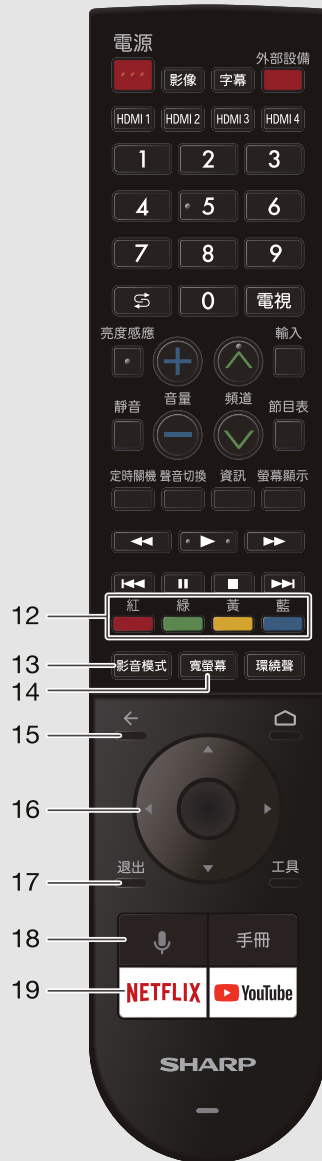 電源
外部設備
影像 字幕
HDMI 1 HDMI 2 HDMI 3 HDMI 4
1 2 3
4 5 6
7 8 9
0 電視
亮度感應 輸入
音量 頻道
靜音 節目表
定時關機 聲音切換 資訊 螢幕顯示
12
紅 綠 黃 藍
13
影音模式 寬螢幕 環繞聲
14
15
16
17
退出 工具
18
手冊
19
NETFLIX YouTube
SHARP